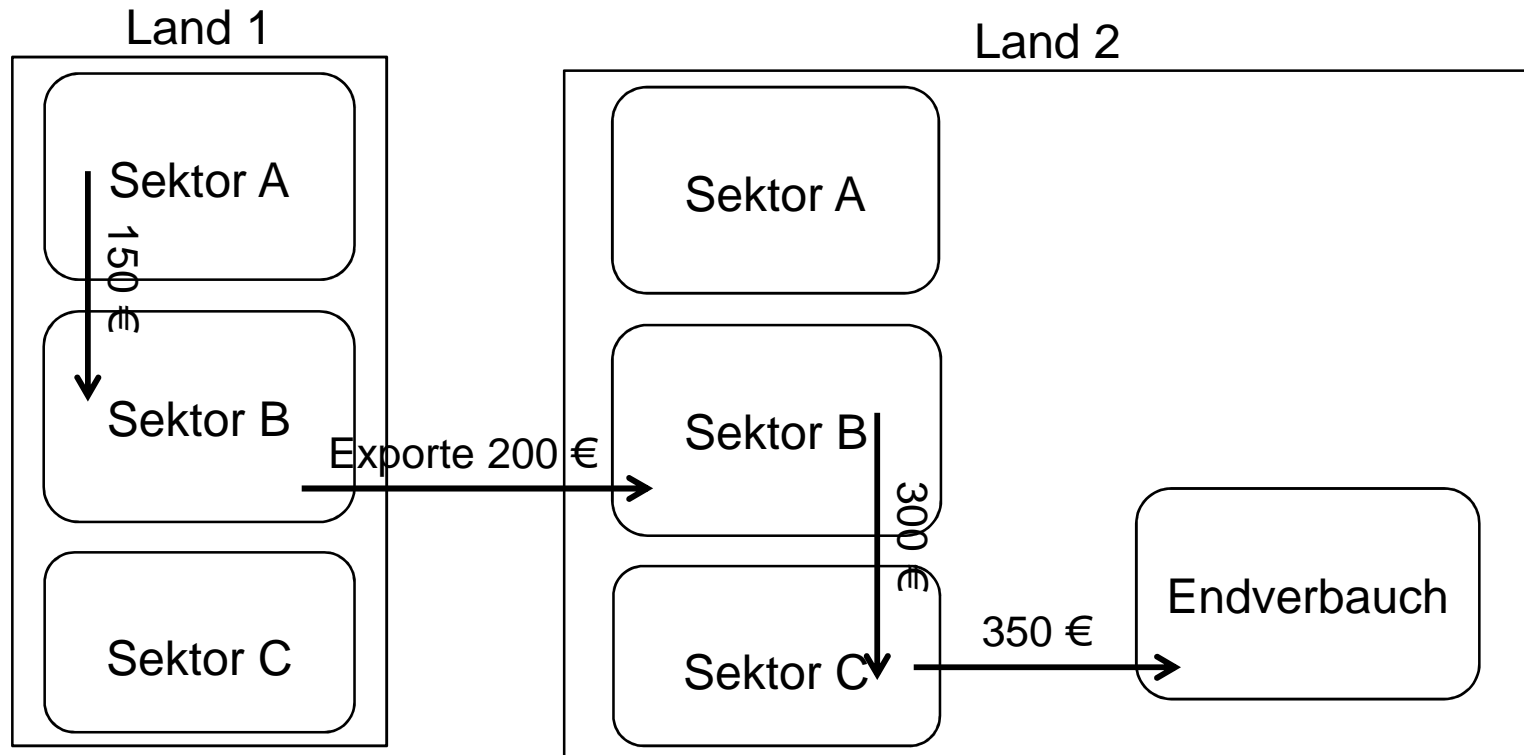 Land 1
Sektor A
150 €
Sektor B
Exporte 200 €
Sektor C
Land 2
Sektor A
Sektor B
300 €
Sektor C
350 €
Endverbauch